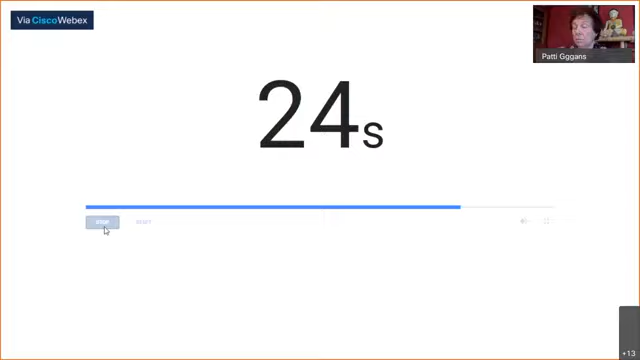 Via CiscoWebex
Patti Gggans
24s
STOP
RESET
+13